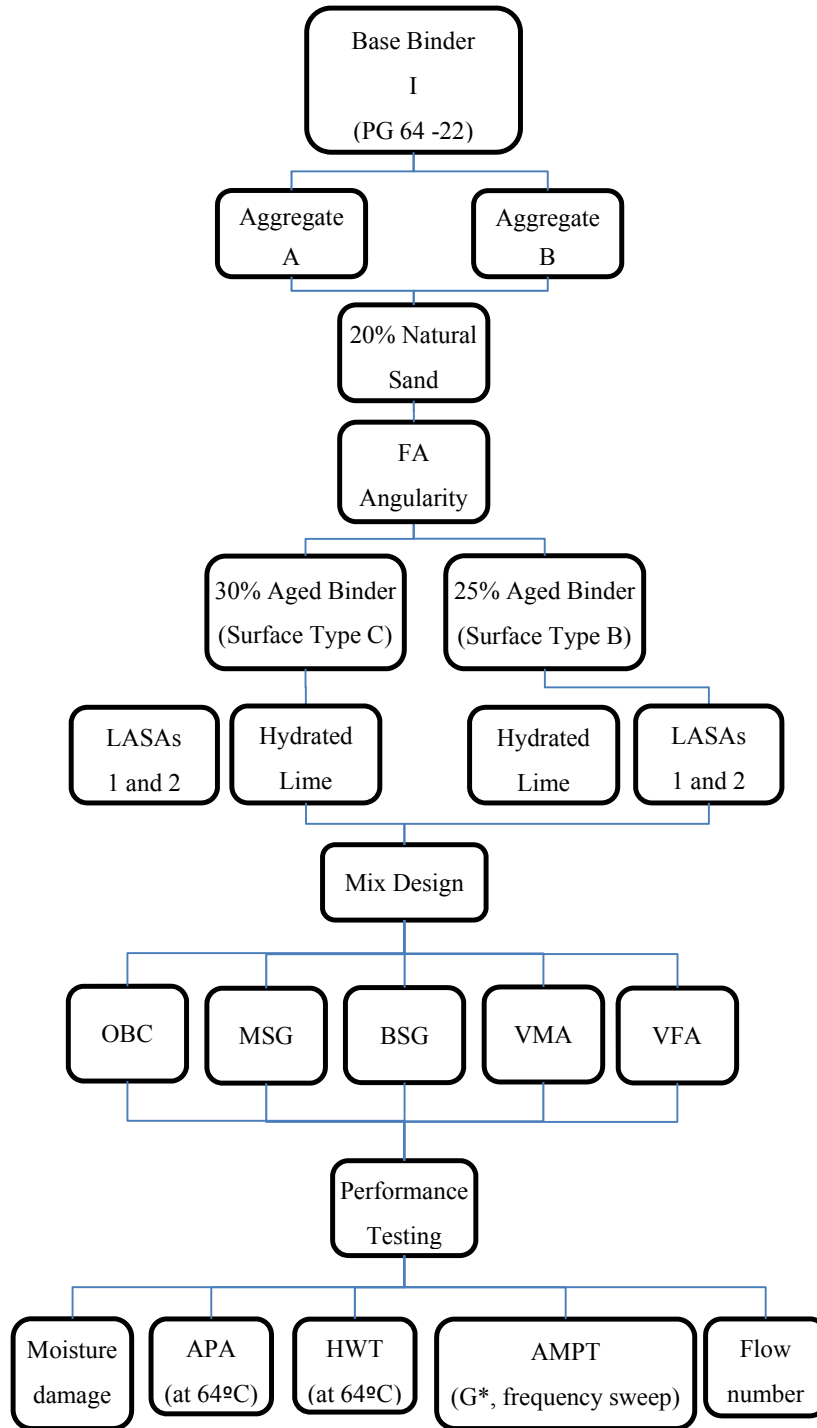 Base Binder
I
(PG 64 -22)
Aggregate
A
Aggregate
B
20% Natural
Sand
FA
Angularity
30% Aged Binder
(Surface Type C)
25% Aged Binder
(Surface Type B)
LASAs
1 and 2
Hydrated
Lime
Hydrated
Lime
LASAs
1 and 2
Mix Design
OBC
MSG
BSG
VMA
VFA
Performance
Testing
Moisture
damage
APA
(at 64ºC)
HWT
(at 64ºC)
AMPT
(G*, frequency sweep)
Flow
number